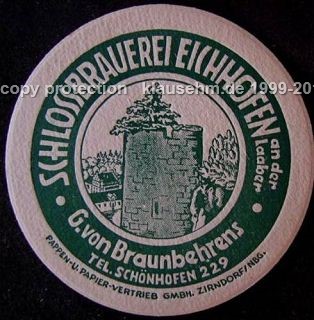 copy protection klausehm.de 1999-20
SCHLOSSBRAUEREI EICHHOFEN
an der
Laaber
G. von Braunbehrens
TEL. SCHÖNHOFEN 229
PAPPEN-U. PAPIER-VERTRIEB GMBH. ZIRNDORF/NBG.